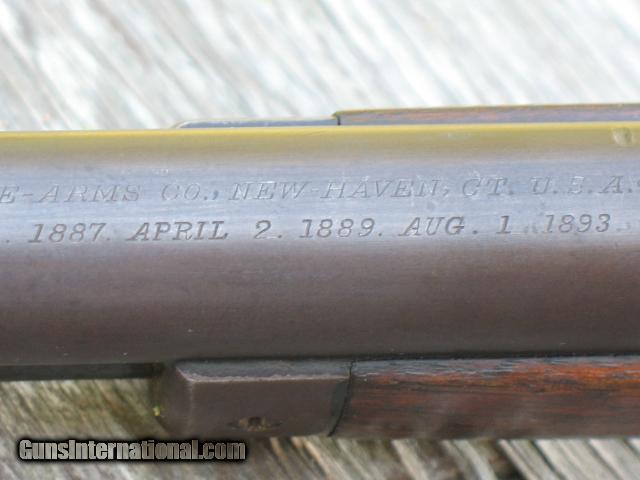 E-ARMS CO., NEW-HAVEN, CT. U.S.A.
. 1887. APRIL 2. 1889. AUG. 1 1893
GunsInternational.com